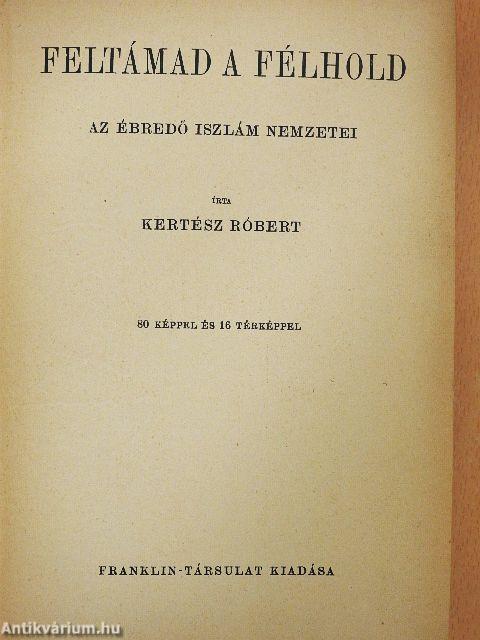 FELTÁMAD A FÉLHOLD
AZ ÉBREDŐ ISZLÁM NEMZETEI
ÍRTA
KERTÉSZ RÓBERT
80 KÉPPEL ÉS 16 TÉRKÉPPEL
FRANKLIN-TÁRSULAT KIADÁSA
Antikvárium.hu